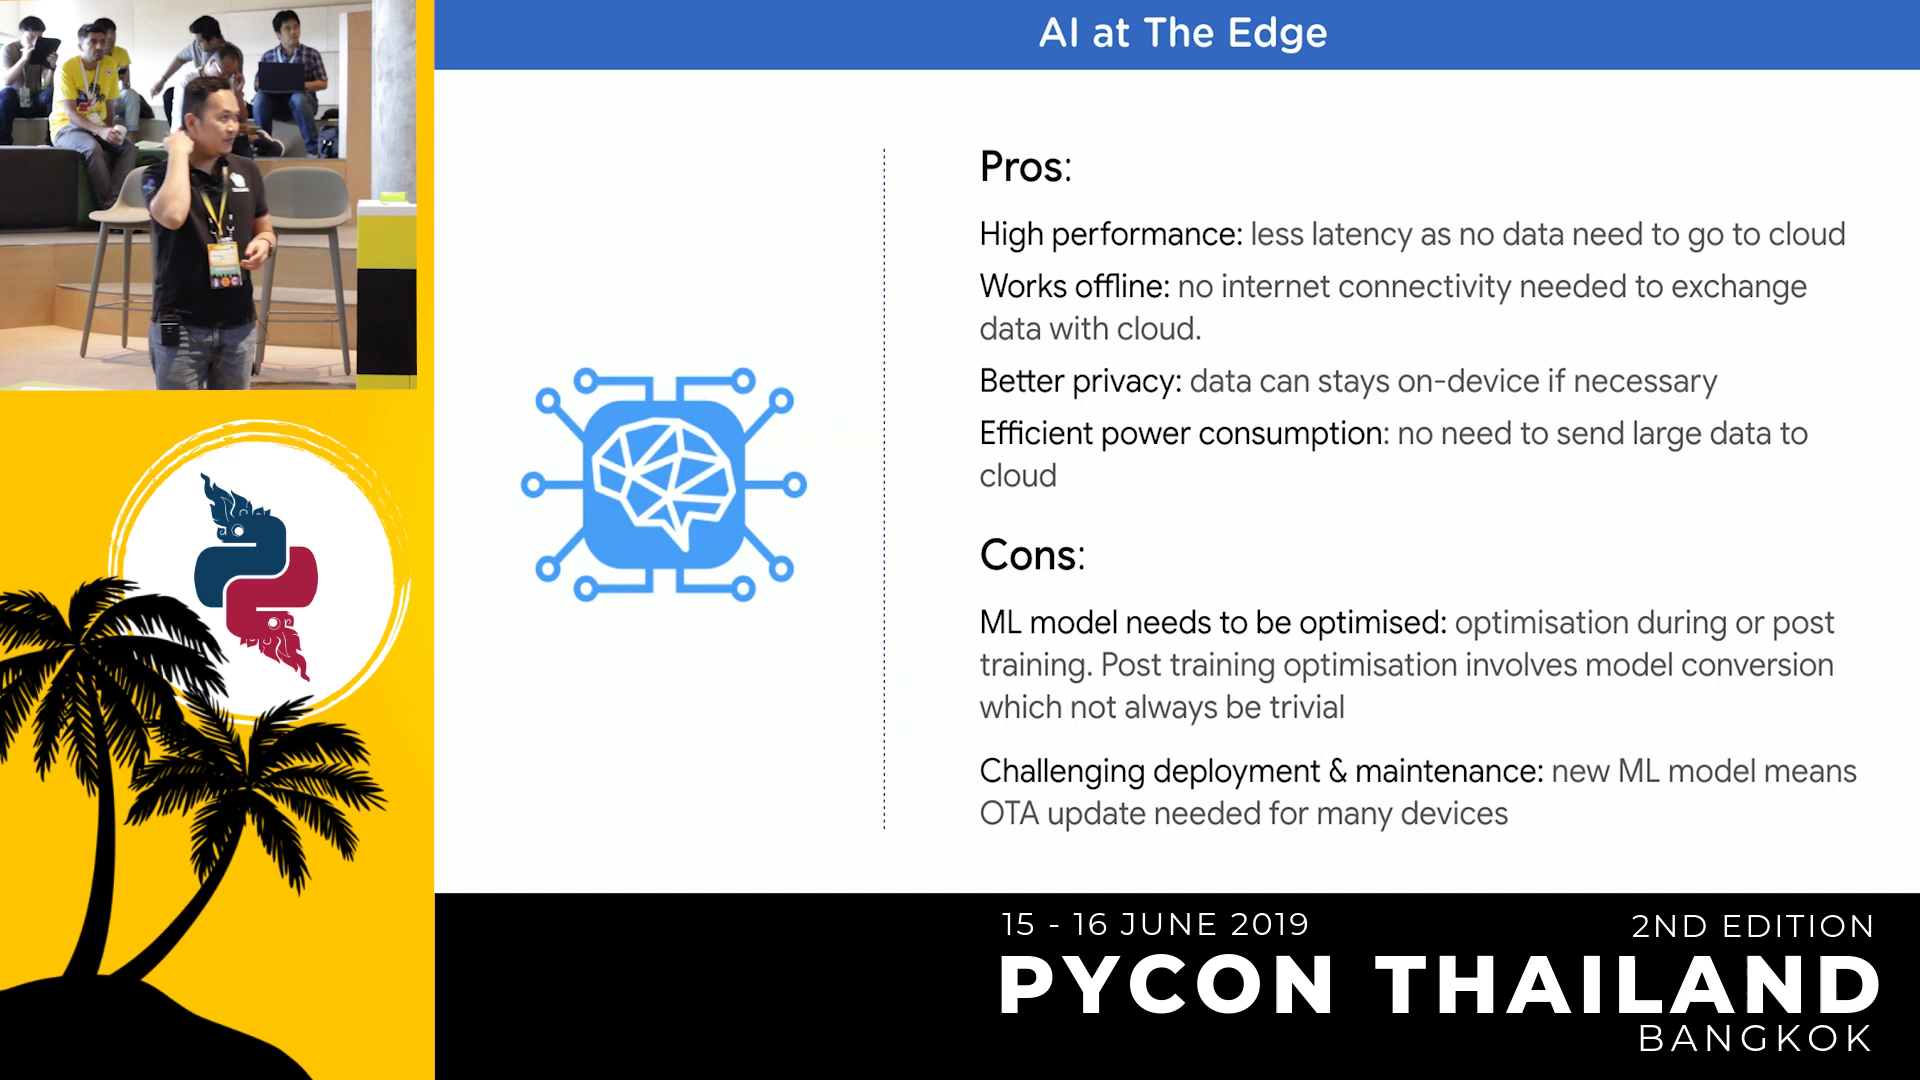 AI at The Edge
Pros:
High performance: less latency as no data need to go to cloud
Works offline: no internet connectivity needed to exchange
data with cloud.
Better privacy: data can stays on-device if necessary
Efficient power consumption: no need to send large data to
cloud
Cons:
ML model needs to be optimised: optimisation during or post
training. Post training optimisation involves model conversion
which not always be trivial
Challenging deployment & maintenance: new ML model means
OTA update needed for many devices
15 - 16 JUNE 2019
2ND EDITION
PYCON THAILAND
BANGKOK